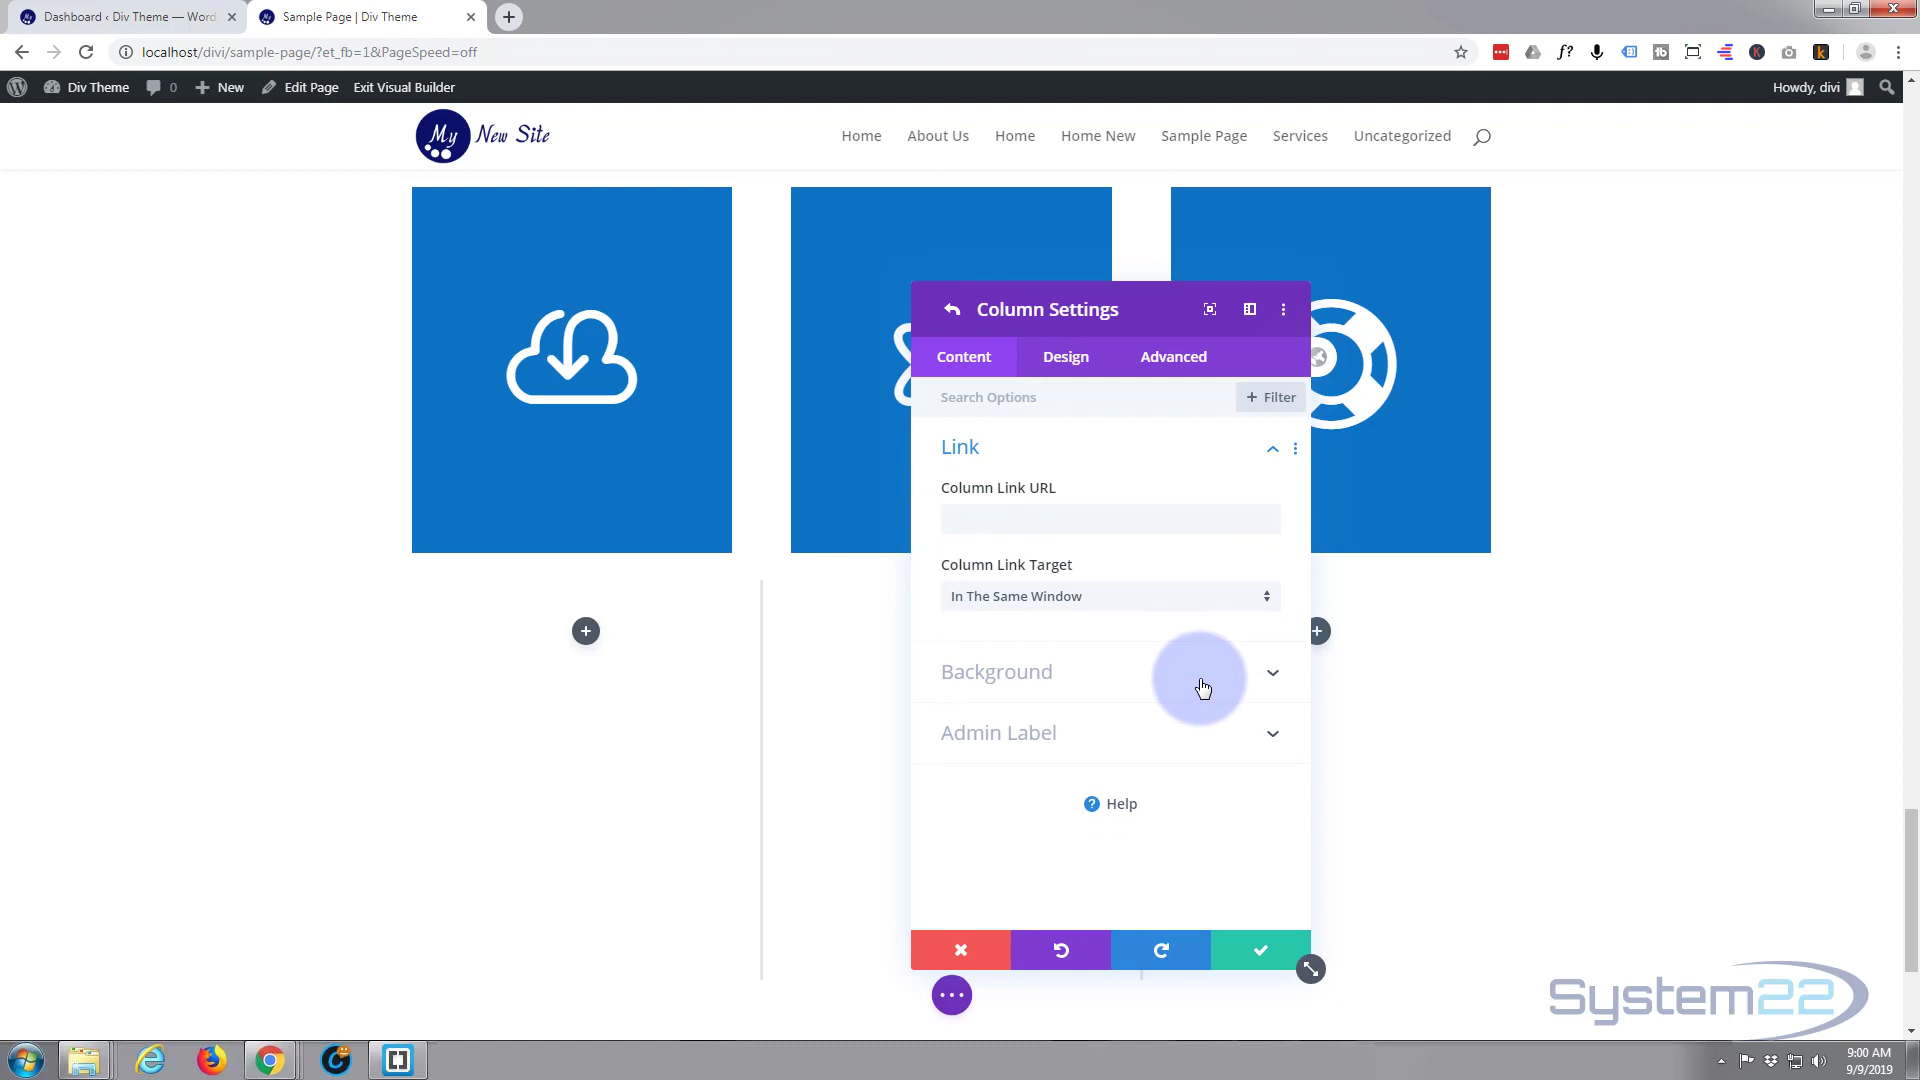 Dashboard ‹ Div Theme — Word
Sample Page | Div Theme
localhost/divi/sample-page/?et_fb=1&PageSpeed=off
Div Theme
0
New
Edit Page
Exit Visual Builder
Howdy, divi
My New Site
Home
About Us
Home
Home New
Sample Page
Services
Uncategorized
Column Settings
Content
Design
Advanced
Search Options
+ Filter
Link
Column Link URL
Column Link Target
In The Same Window
Background
Admin Label
? Help
System22
9:00 AM
9/9/2019